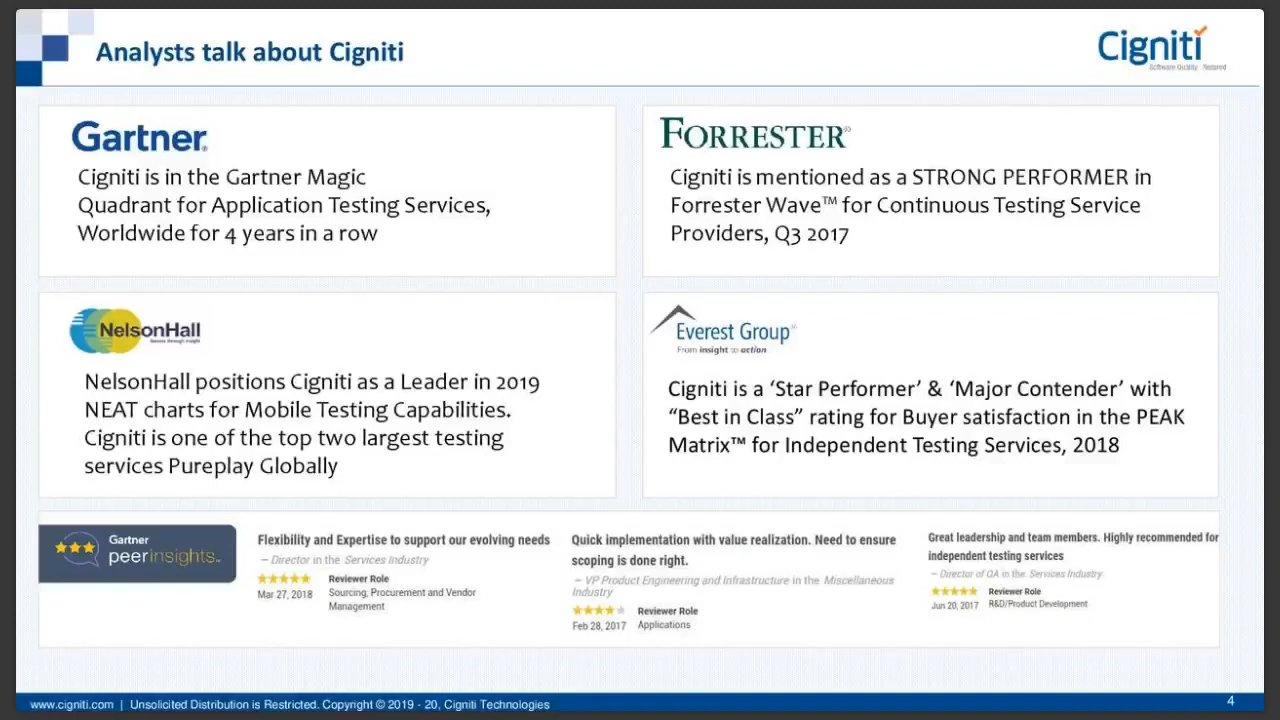 Analysts talk about Cigniti
Cigniti
Software Quality Assured
Gartner®
Cigniti is in the Gartner Magic
Quadrant for Application Testing Services,
Worldwide for 4 years in a row
FORRESTER®
Cigniti is mentioned as a STRONG PERFORMER in
Forrester Wave™ for Continuous Testing Service
Providers, Q3 2017
NelsonHall
Success through insight
NelsonHall positions Cigniti as a Leader in 2019
NEAT charts for Mobile Testing Capabilities.
Cigniti is one of the top two largest testing
services Pureplay Globally
Everest Group®
From insight to action
Cigniti is a ‘Star Performer’ & ‘Major Contender’ with
“Best in Class” rating for Buyer satisfaction in the PEAK
Matrix™ for Independent Testing Services, 2018
Gartner
peerinsights™
Flexibility and Expertise to support our evolving needs
— Director in the Services Industry
Mar 27, 2018
Reviewer Role
Sourcing, Procurement and Vendor
Management
Quick implementation with value realization. Need to ensure
scoping is done right.
— VP Product Engineering and Infrastructure in the Miscellaneous
Industry
Feb 28, 2017
Reviewer Role
Applications
Great leadership and team members. Highly recommended for
independent testing services
— Director of QA in the Services Industry
Jun 20, 2017
Reviewer Role
R&D/Product Development
www.cigniti.com | Unsolicited Distribution is Restricted. Copyright © 2019 - 20, Cigniti Technologies
4